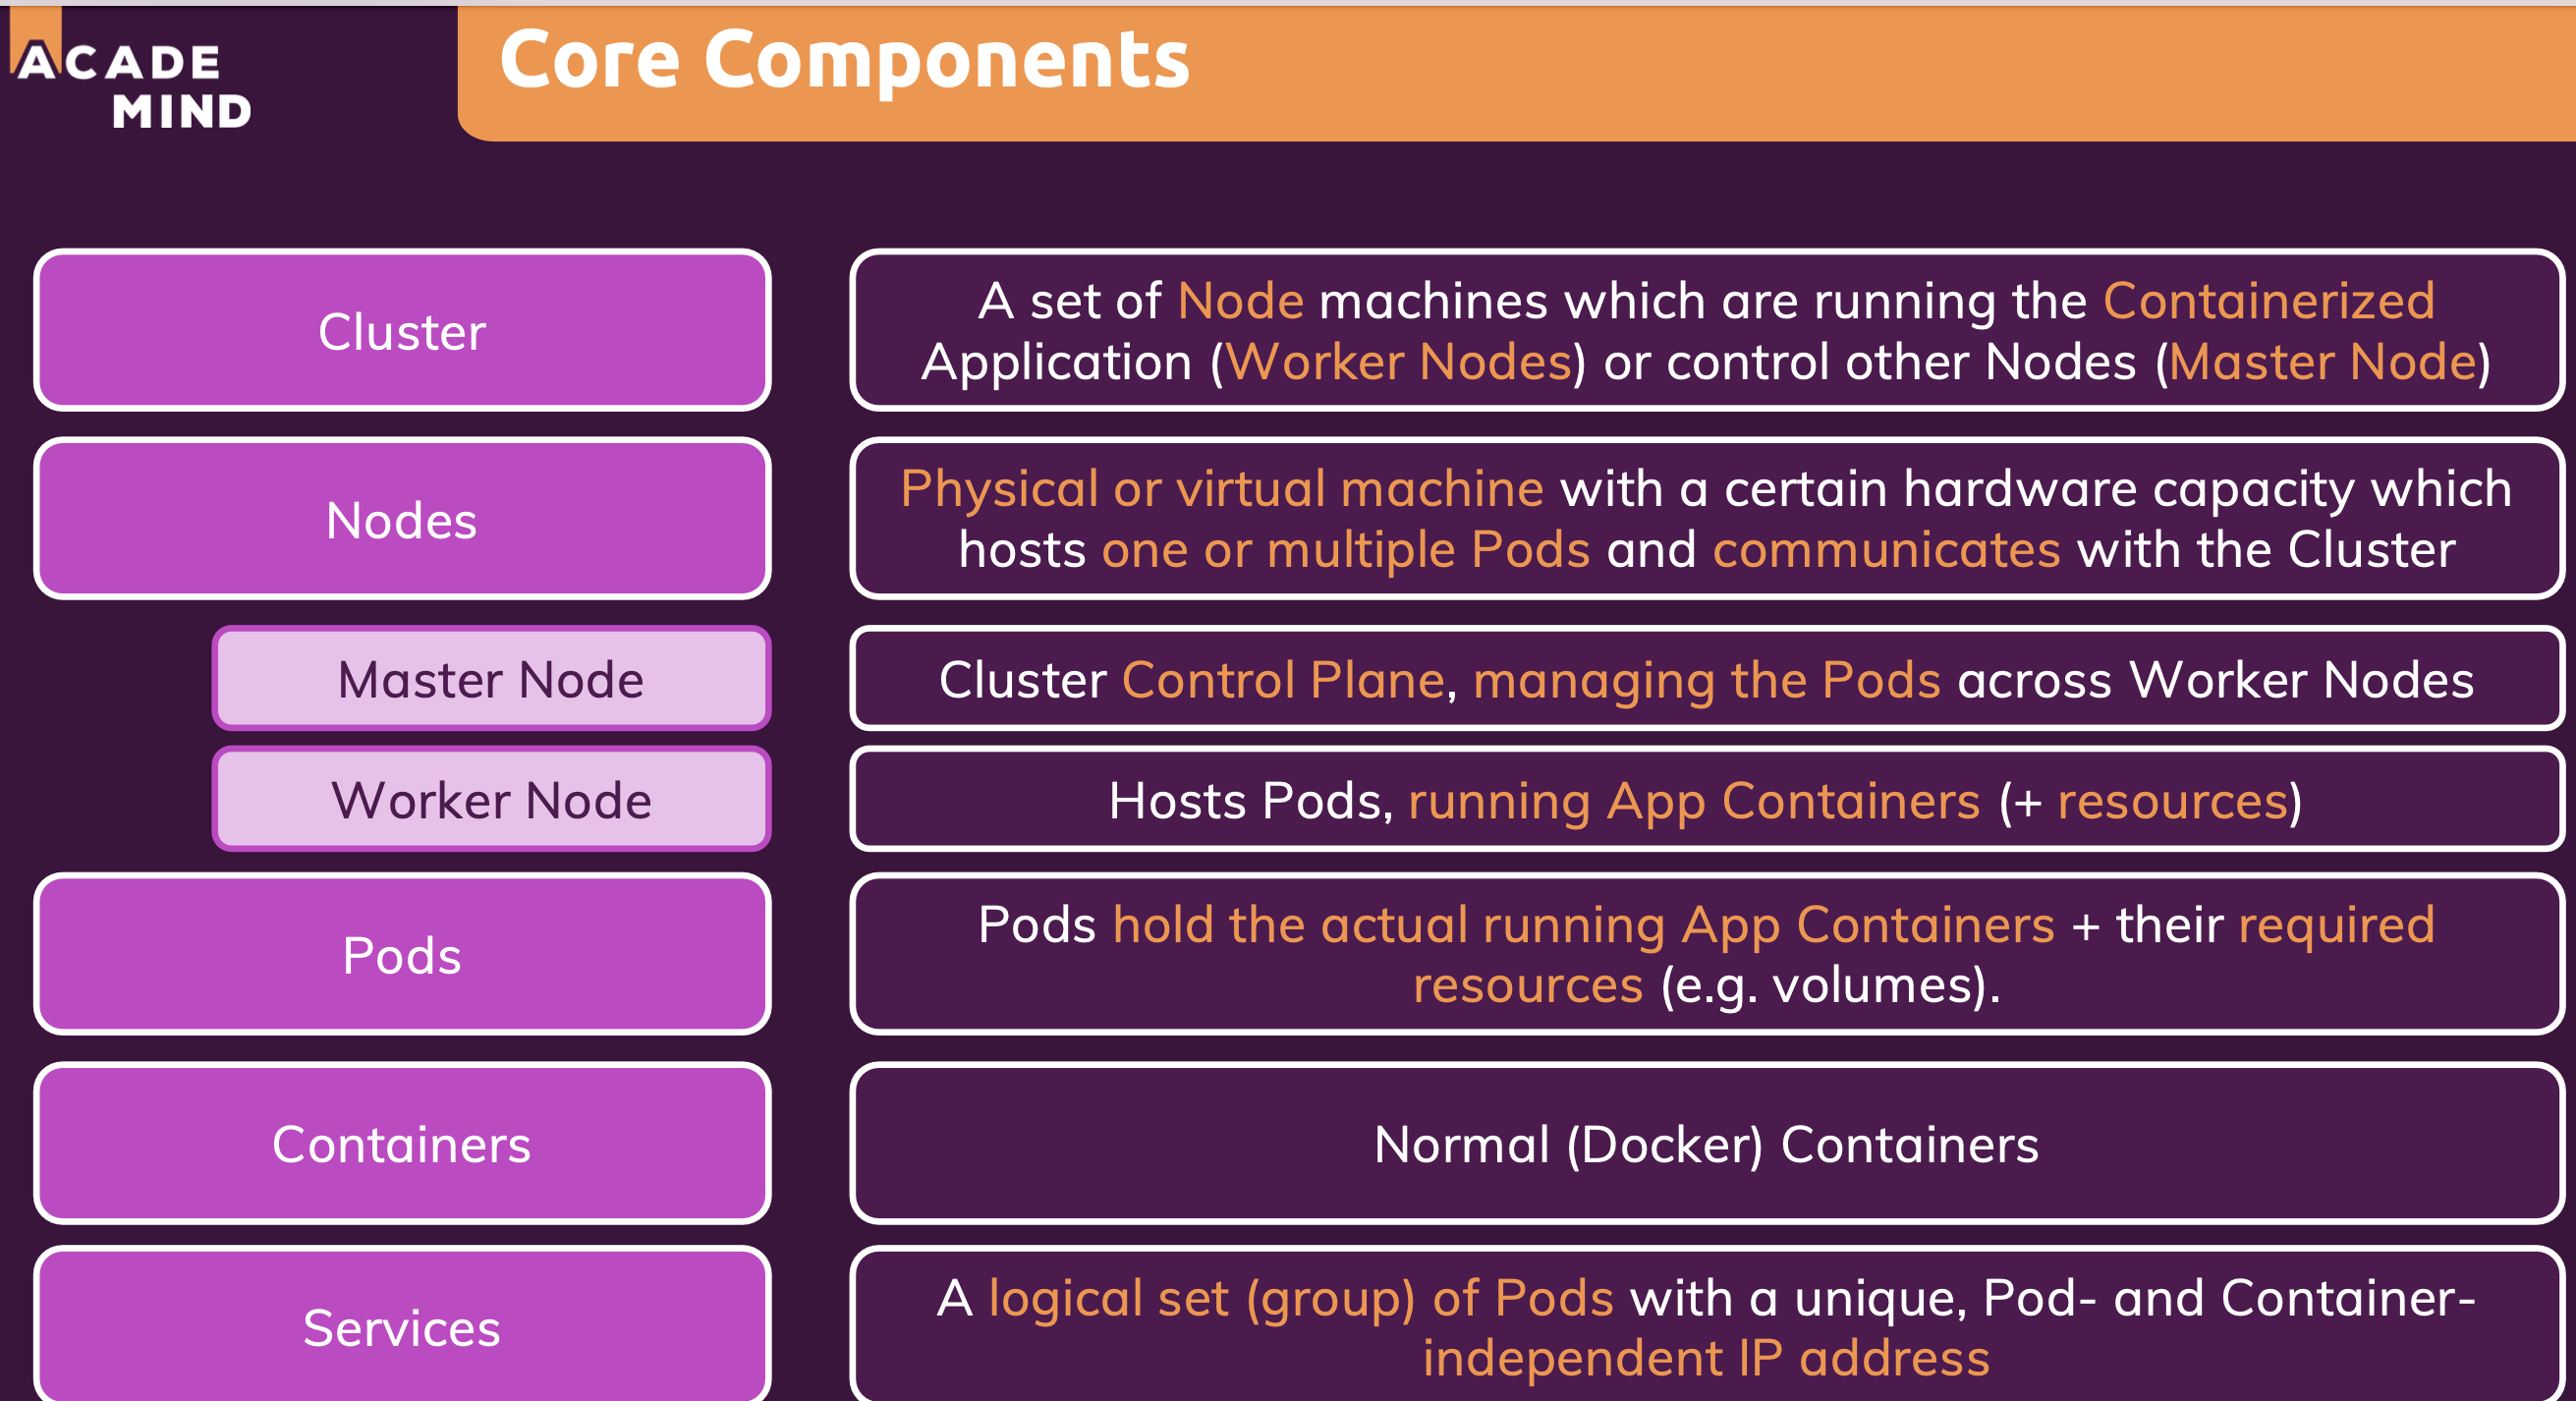 ACADE
MIND
Core Components
Cluster
A set of Node machines which are running the Containerized
Application (Worker Nodes) or control other Nodes (Master Node)
Nodes
Physical or virtual machine with a certain hardware capacity which
hosts one or multiple Pods and communicates with the Cluster
Master Node
Cluster Control Plane, managing the Pods across Worker Nodes
Worker Node
Hosts Pods, running App Containers (+ resources)
Pods
Pods hold the actual running App Containers + their required
resources (e.g. volumes).
Containers
Normal (Docker) Containers
Services
A logical set (group) of Pods with a unique, Pod- and Container-
independent IP address